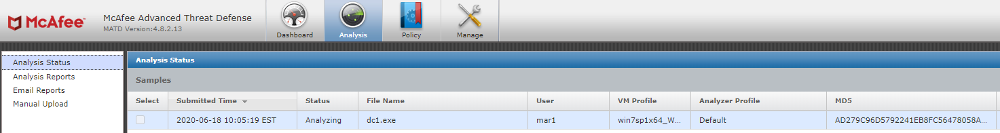 McAfee McAfee Advanced Threat Defense
MATD Version:4.8.2.13
Dashboard Analysis Policy Manage
Analysis Status
Analysis Reports
Email Reports
Manual Upload
Analysis Status
Samples
Select Submitted Time Status File Name User VM Profile Analyzer Profile MD5
2020-06-18 10:05:19 EST Analyzing dc1.exe mar1 win7sp1x64_W... Default AD279C96D5792241EB8FC56478058A...